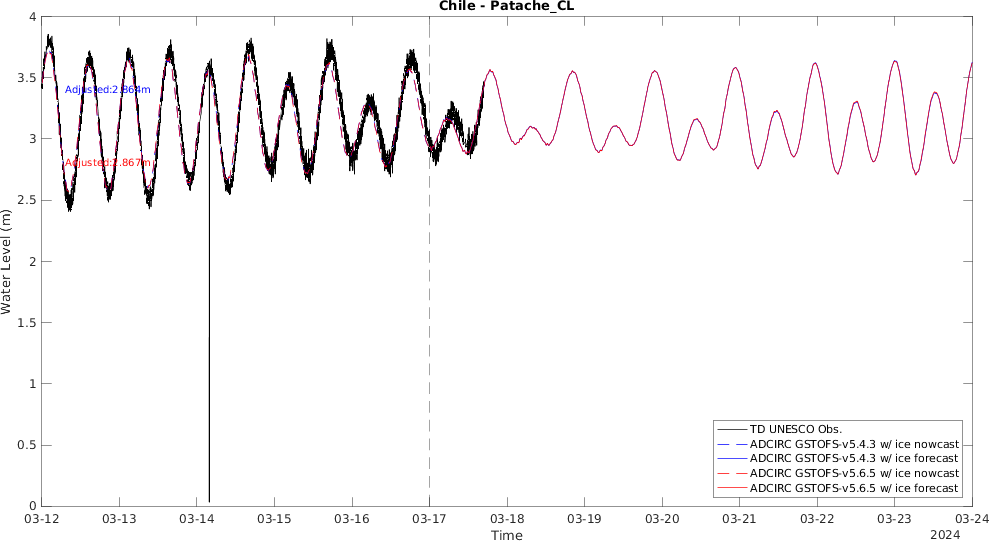 Chile - Patache_CL
4
3.5
3
2.5
2
1.5
1
0.5
0
Water Level (m)
Adjusted:2.864m
Adjusted:2.867m
TD UNESCO Obs.
ADCIRC GSTOFS-v5.4.3 w/ ice nowcast
ADCIRC GSTOFS-v5.4.3 w/ ice forecast
ADCIRC GSTOFS-v5.6.5 w/ ice nowcast
ADCIRC GSTOFS-v5.6.5 w/ ice forecast
03-12 03-13 03-14 03-15 03-16 03-17 03-18 03-19 03-20 03-21 03-22 03-23 03-24
Time
2024